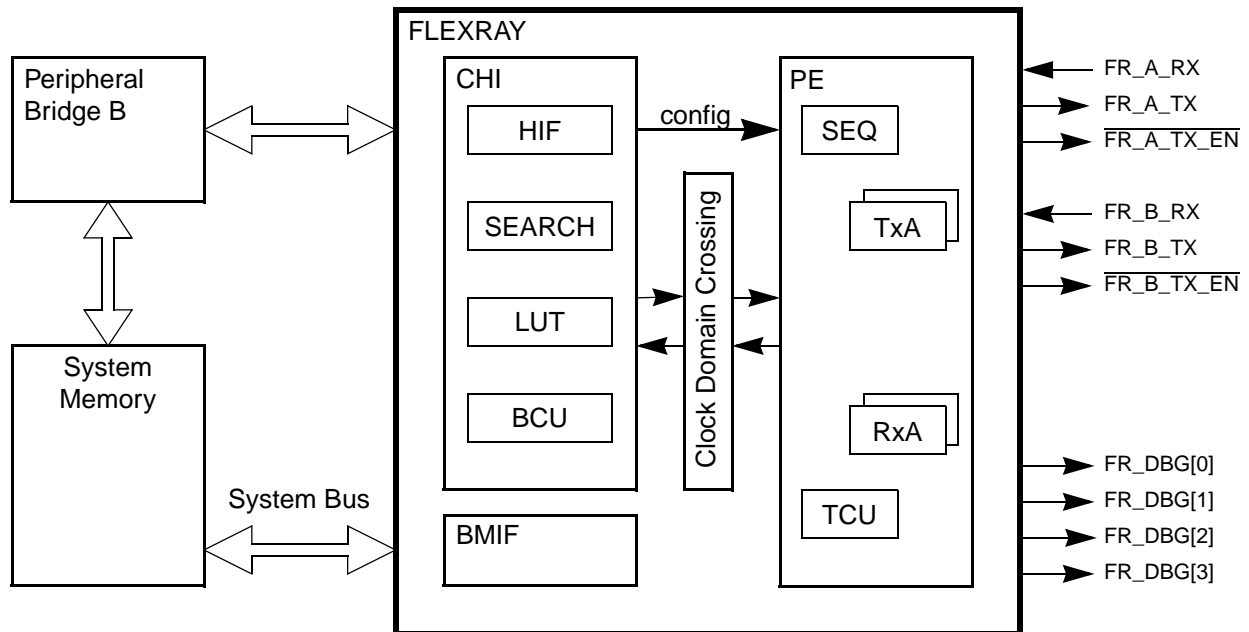 FLEXRAY
Peripheral
Bridge B
System
Memory
System Bus
CHI
HIF
SEARCH
LUT
BCU
BMIF
config
Clock Domain Crossing
PE
SEQ
TxA
RxA
TCU
FR_A_RX
FR_A_TX
FR_A_TX_EN
FR_B_RX
FR_B_TX
FR_B_TX_EN
FR_DBG[0]
FR_DBG[1]
FR_DBG[2]
FR_DBG[3]